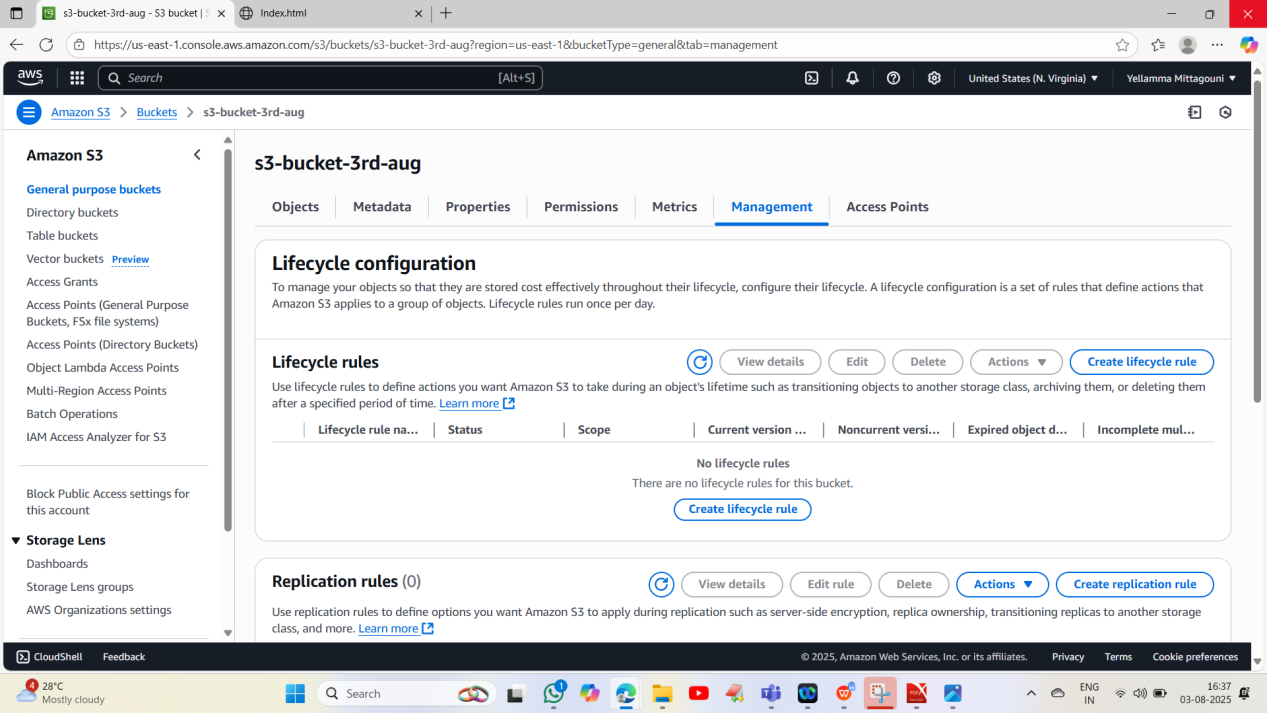 s3-bucket-3rd-aug - S3 bucket | S
Index.html
https://us-east-1.console.aws.amazon.com/s3/buckets/s3-bucket-3rd-aug?region=us-east-1&bucketType=general&tab=management
aws
Search
[Alt+S]
United States (N. Virginia)
Yellamma Mittagouni
Amazon S3
Buckets
s3-bucket-3rd-aug
Amazon S3
General purpose buckets
Directory buckets
Table buckets
Vector buckets Preview
Access Grants
Access Points (General Purpose
Buckets, FSx file systems)
Access Points (Directory Buckets)
Object Lambda Access Points
Multi-Region Access Points
Batch Operations
IAM Access Analyzer for S3
Block Public Access settings for
this account
Storage Lens
Dashboards
Storage Lens groups
AWS Organizations settings
s3-bucket-3rd-aug
Objects
Metadata
Properties
Permissions
Metrics
Management
Access Points
Lifecycle configuration
To manage your objects so that they are stored cost effectively throughout their lifecycle, configure their lifecycle. A lifecycle configuration is a set of rules that define actions that
Amazon S3 applies to a group of objects. Lifecycle rules run once per day.
Lifecycle rules
View details
Edit
Delete
Actions
Create lifecycle rule
Use lifecycle rules to define actions you want Amazon S3 to take during an object's lifetime such as transitioning objects to another storage class, archiving them, or deleting them
after a specified period of time. Learn more
Lifecycle rule na...
Status
Scope
Current version ...
Noncurrent versi...
Expired object d...
Incomplete mul...
No lifecycle rules
There are no lifecycle rules for this bucket.
Create lifecycle rule
Replication rules (0)
View details
Edit rule
Delete
Actions
Create replication rule
Use replication rules to define options you want Amazon S3 to apply during replication such as server-side encryption, replica ownership, transitioning replicas to another storage
class, and more. Learn more
CloudShell
Feedback
© 2025, Amazon Web Services, Inc. or its affiliates.
Privacy
Terms
Cookie preferences
4
28°C
Mostly cloudy
Search
1
ENG
IN
16:37
03-08-2025